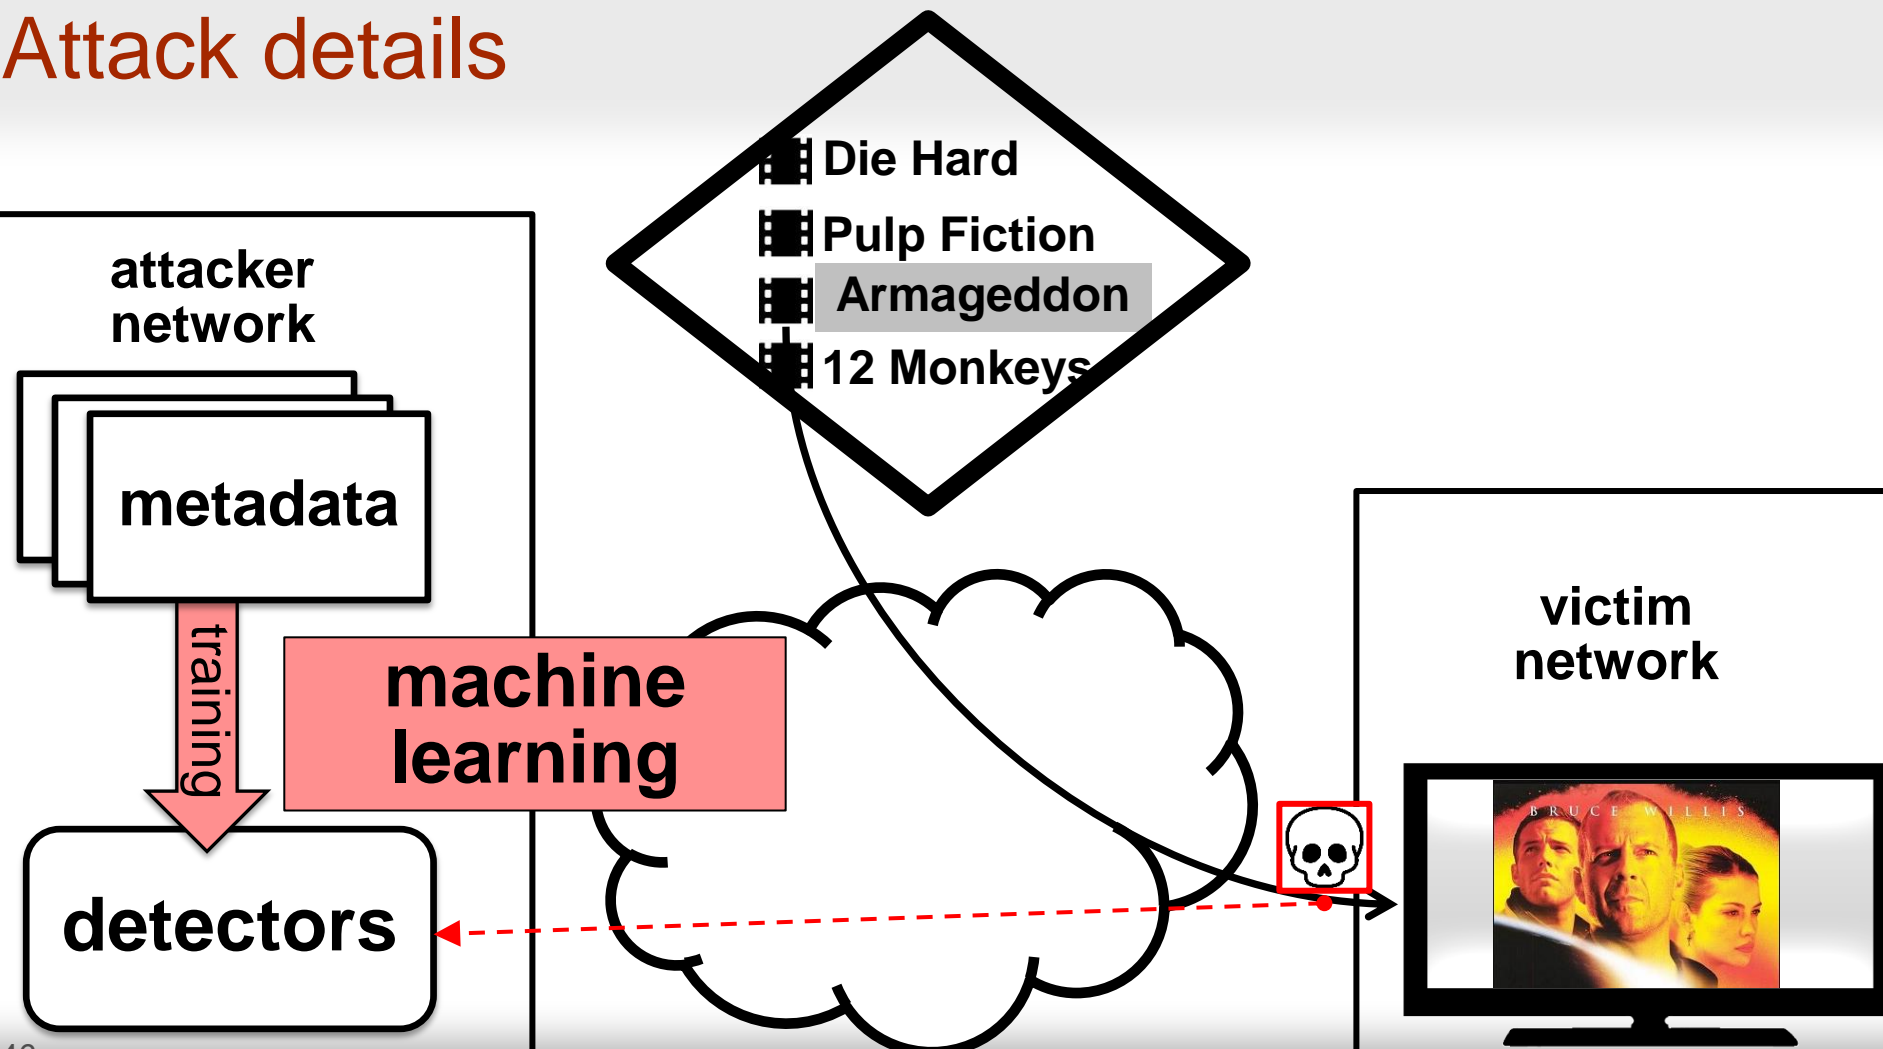 Attack details
Die Hard
Pulp Fiction
Armageddon
12 Monkeys
attacker
network
metadata
training
machine
learning
detectors
victim
network
BRUCE WILLIS